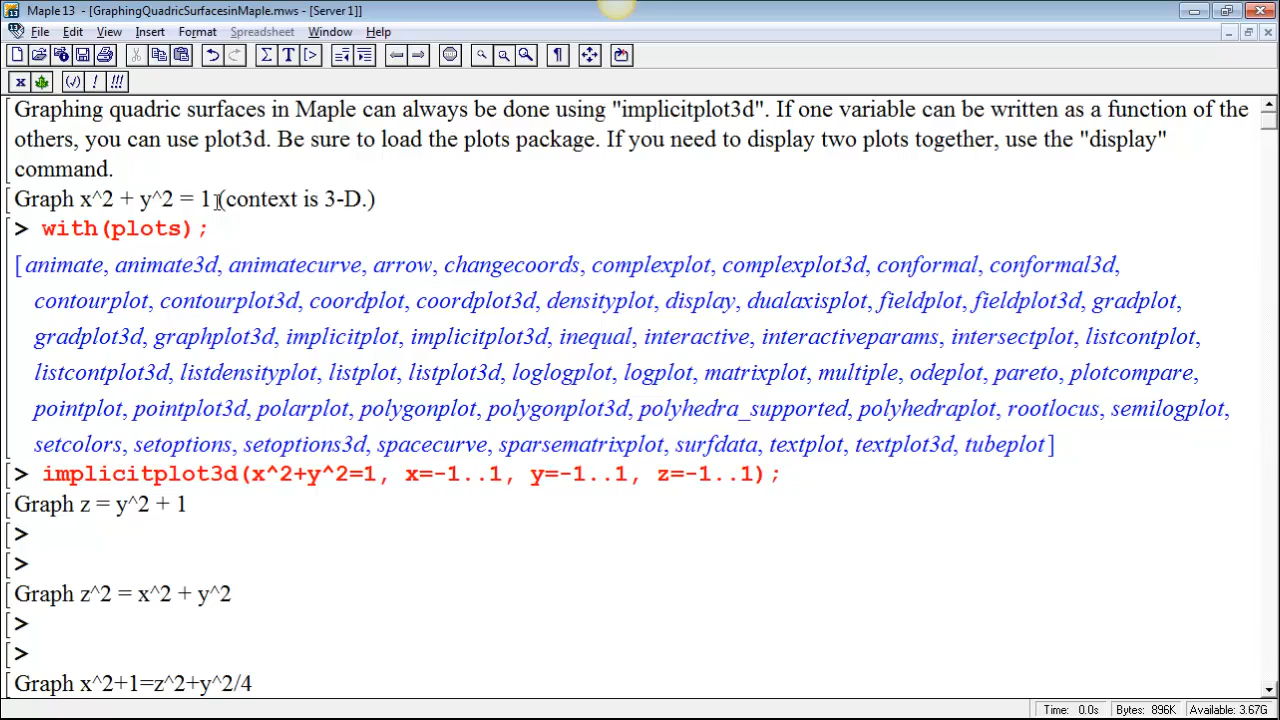 Maple 13 - [GraphingQuadricSurfacesinMaple.mws - [Server 1]]
File Edit View Insert Format Spreadsheet Window Help
Graphing quadric surfaces in Maple can always be done using "implicitplot3d". If one variable can be written as a function of the
others, you can use plot3d. Be sure to load the plots package. If you need to display two plots together, use the "display"
command.
Graph x^2 + y^2 = 1 (context is 3-D.)
> with(plots);
[animate, animate3d, animatecurve, arrow, changecoords, complexplot, complexplot3d, conformal, conformal3d,
contourplot, contourplot3d, coordplot, coordplot3d, densityplot, display, dualaxisplot, fieldplot, fieldplot3d, gradplot,
gradplot3d, graphplot3d, implicitplot, implicitplot3d, inequal, interactive, interactiveparams, intersectplot, listcontplot,
listcontplot3d, listdensityplot, listplot, listplot3d, loglogplot, logplot, matrixplot, multiple, odeplot, pareto, plotcompare,
pointplot, pointplot3d, polarplot, polygonplot, polygonplot3d, polyhedra_supported, polyhedraplot, rootlocus, semilogplot,
setcolors, setoptions, setoptions3d, spacecurve, sparsematrixplot, surfdata, textplot, textplot3d, tubeplot]
> implicitplot3d(x^2+y^2=1, x=-1..1, y=-1..1, z=-1..1);
Graph z = y^2 + 1
>
>
Graph z^2 = x^2 + y^2
>
>
Graph x^2+1=z^2+y^2/4
Time: 0.0s Bytes: 896K Available: 3.67G